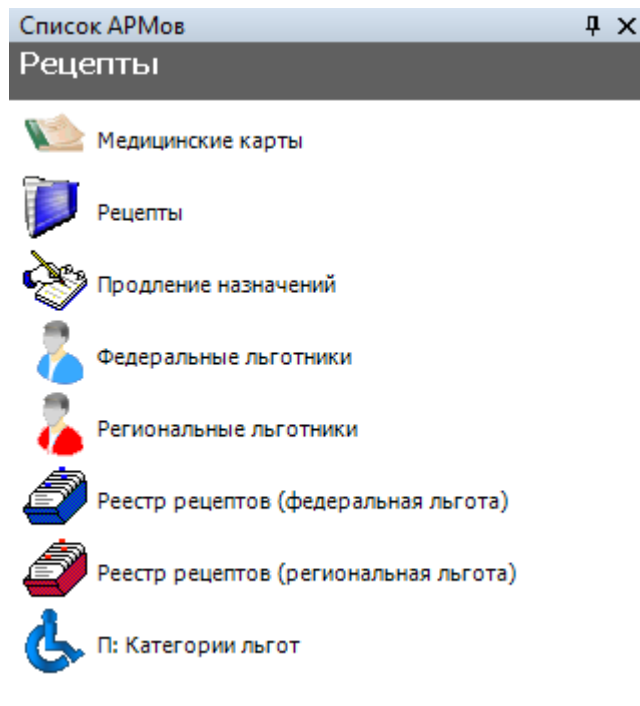 Список АРМов
Рецепты
Медицинские карты
Рецепты
Продление назначений
Федеральные льготники
Региональные льготники
Реестр рецептов (федеральная льгота)
Реестр рецептов (региональная льгота)
П: Категории льгот